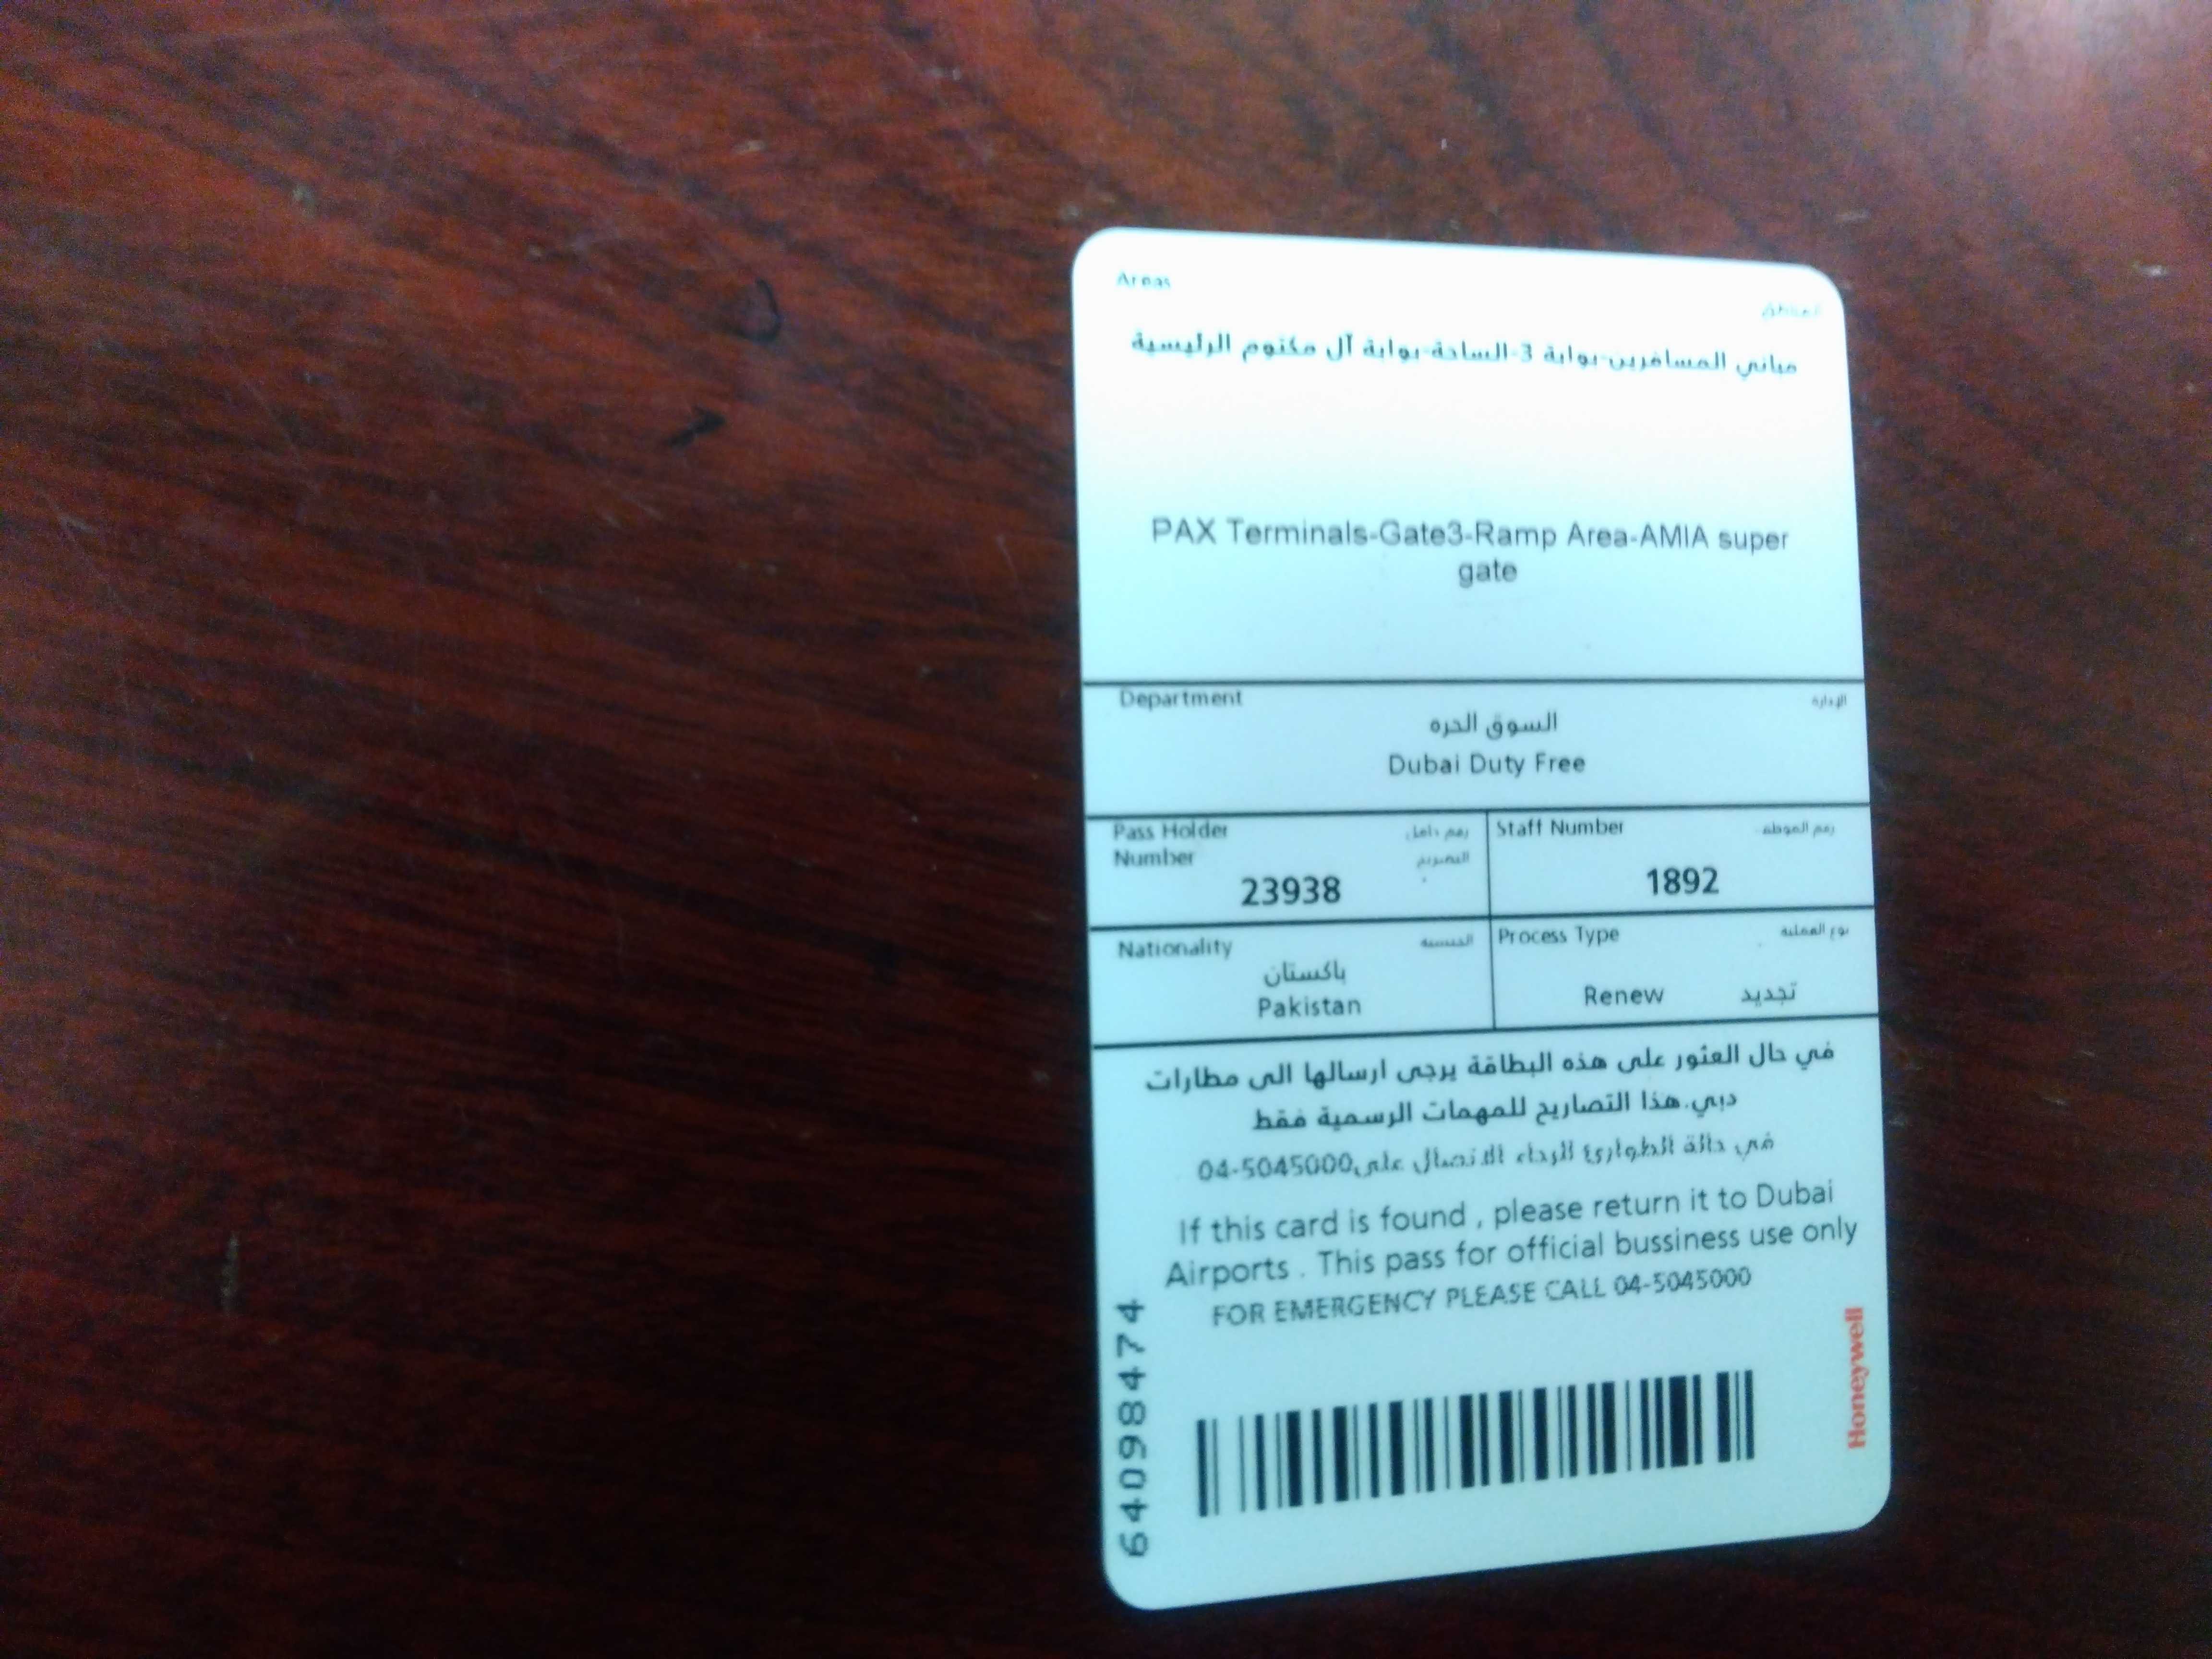 Areas
المناطق
مباني المسافرين-بوابة 3-الساحة-بوابة آل مكتوم الرئيسية
PAX Terminals-Gate3-Ramp Area-AMIA super
gate
Department
الإدارة
السوق الحره
Dubai Duty Free
Pass Holder رقم حامل
Number التصريح
23938
Staff Number
1892
Nationality الجنسية
باكستان
Pakistan
Process Type نوع العملية
Renew تجديد
في حال العثور على هذه البطاقة يرجى ارسالها الى مطارات
دبي.هذا التصاريح للمهمات الرسمية فقط
في حالة الطوارئ الرجاء الاتصال على04-5045000
If this card is found , please return it to Dubai
Airports . This pass for official bussiness use only
FOR EMERGENCY PLEASE CALL 04-5045000
64098474
Honeywell